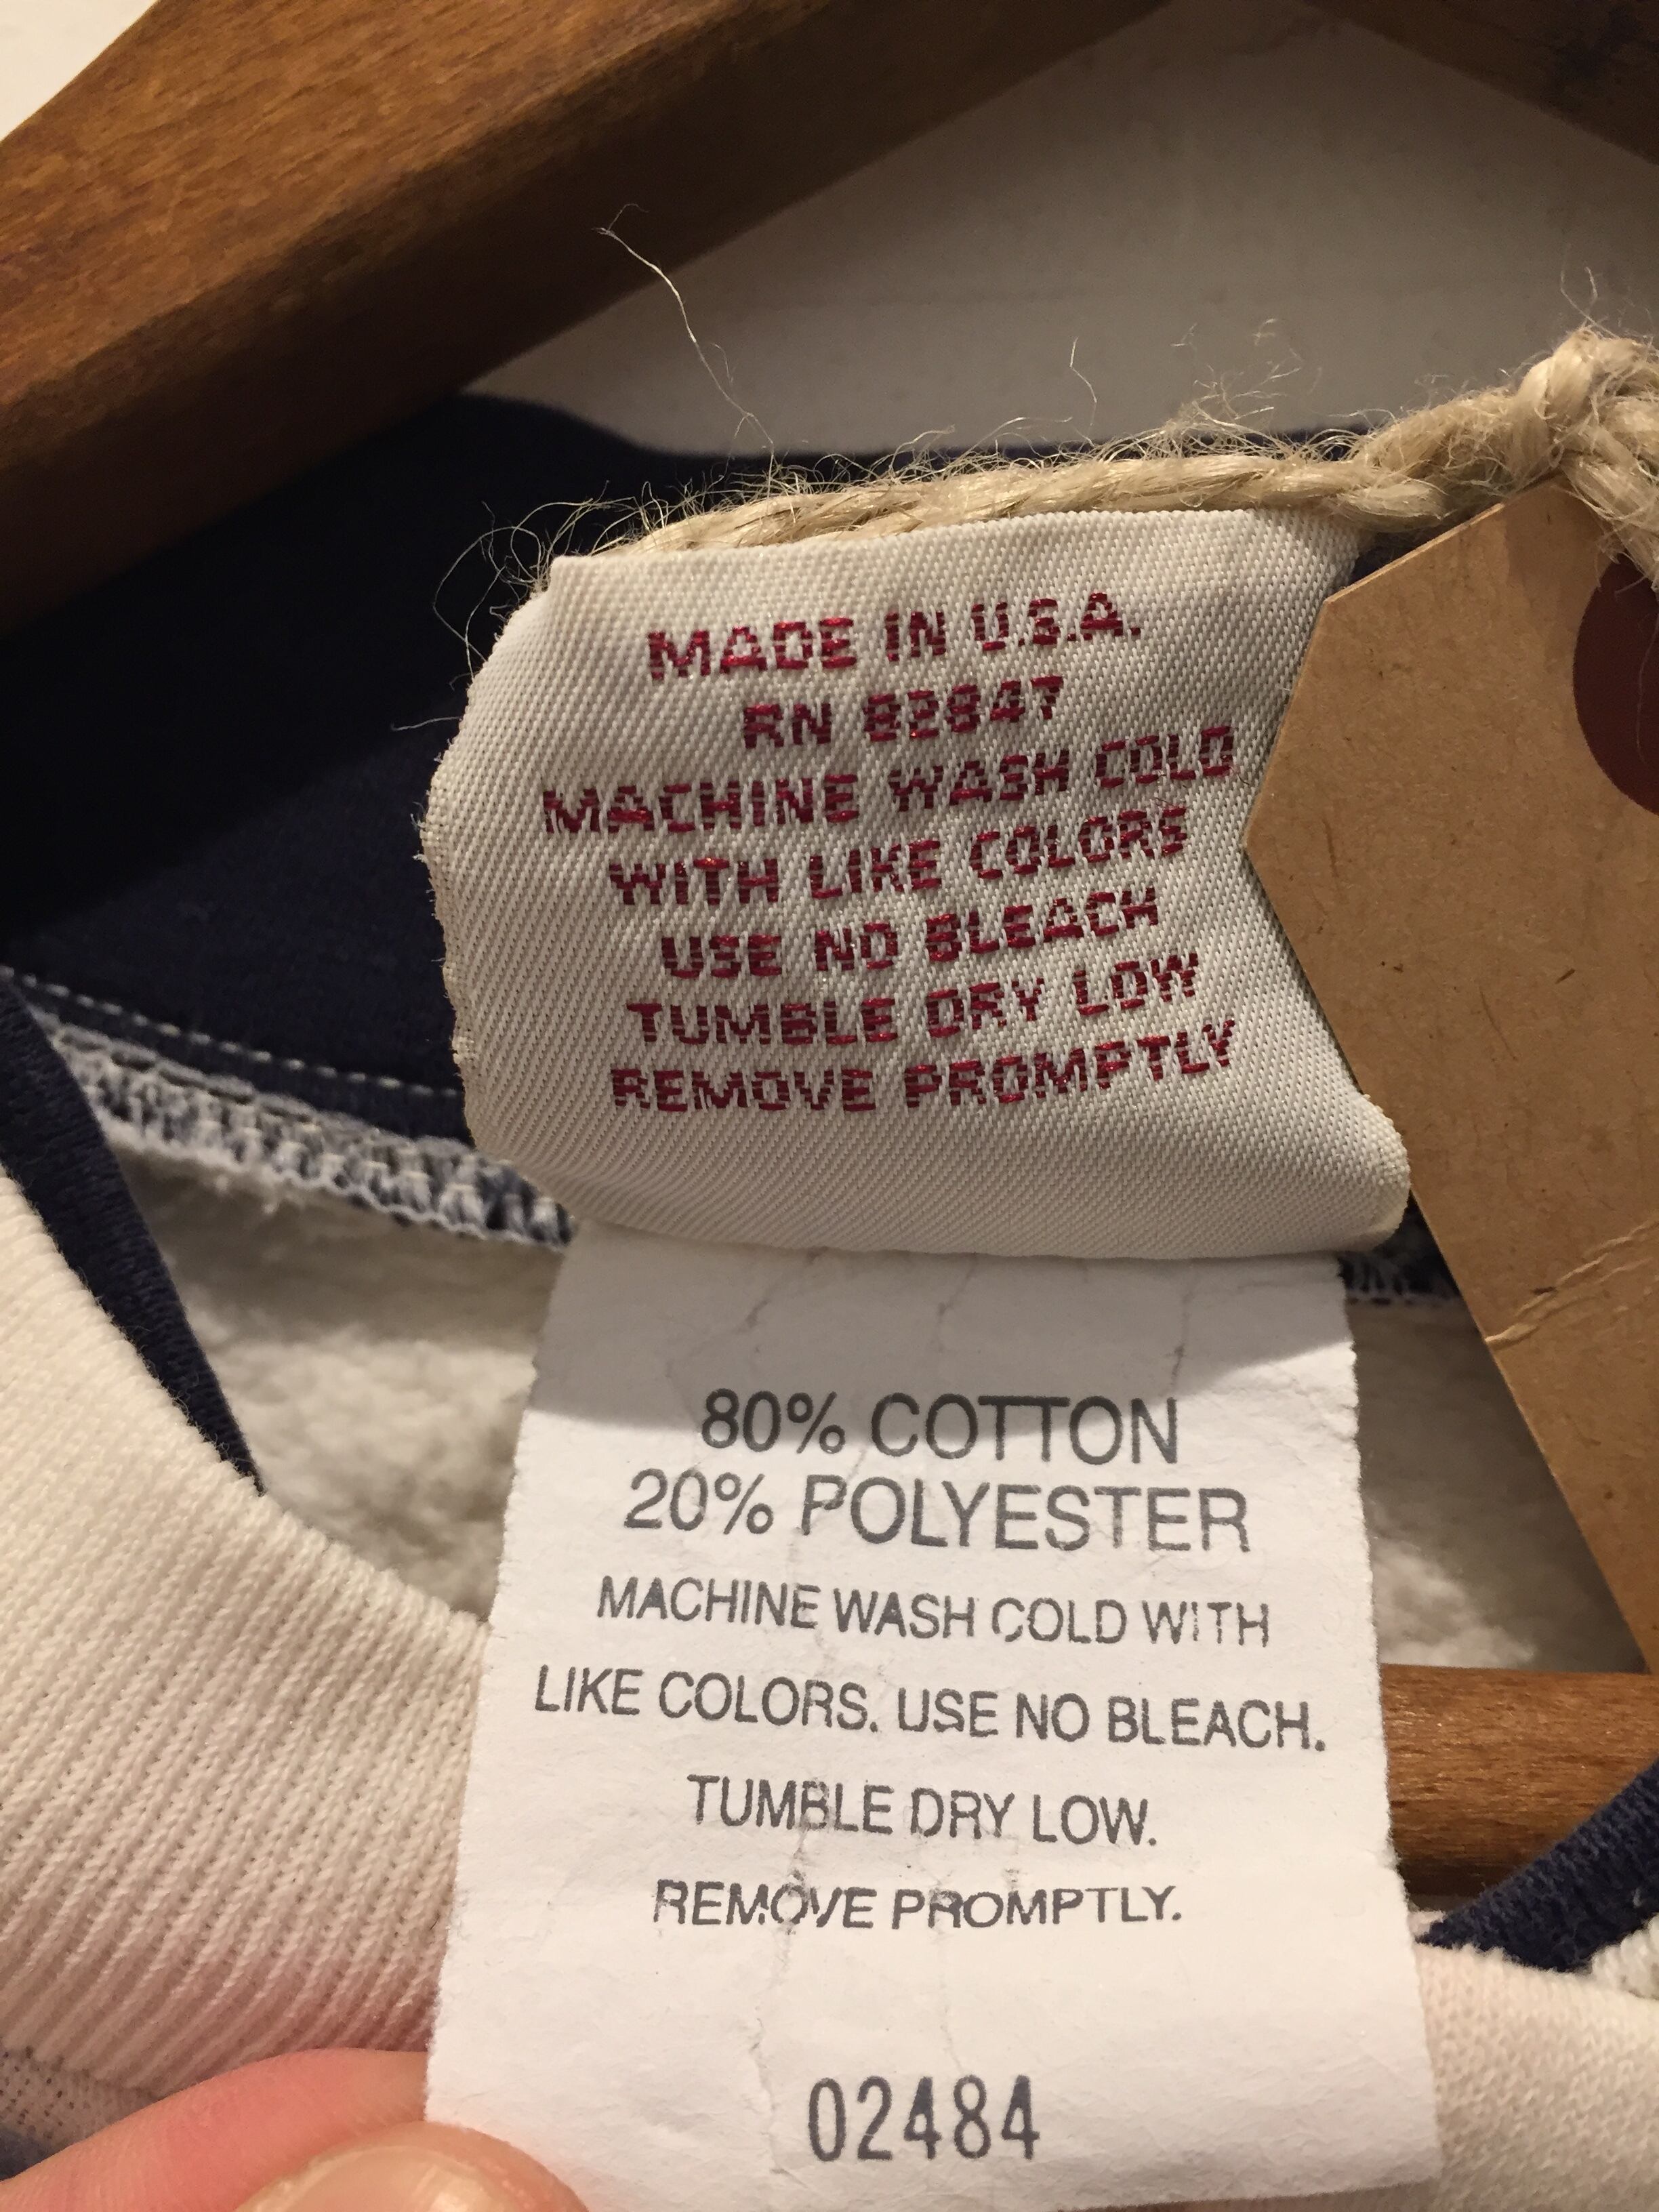 MADE IN U.S.A.
RN 82847
MACHINE WASH COLD
WITH LIKE COLORS
USE NO BLEACH
TUMBLE DRY LOW
REMOVE PROMPTLY
80% COTTON
20% POLYESTER
MACHINE WASH COLD WITH
LIKE COLORS. USE NO BLEACH.
TUMBLE DRY LOW.
REMOVE PROMPTLY.
02484